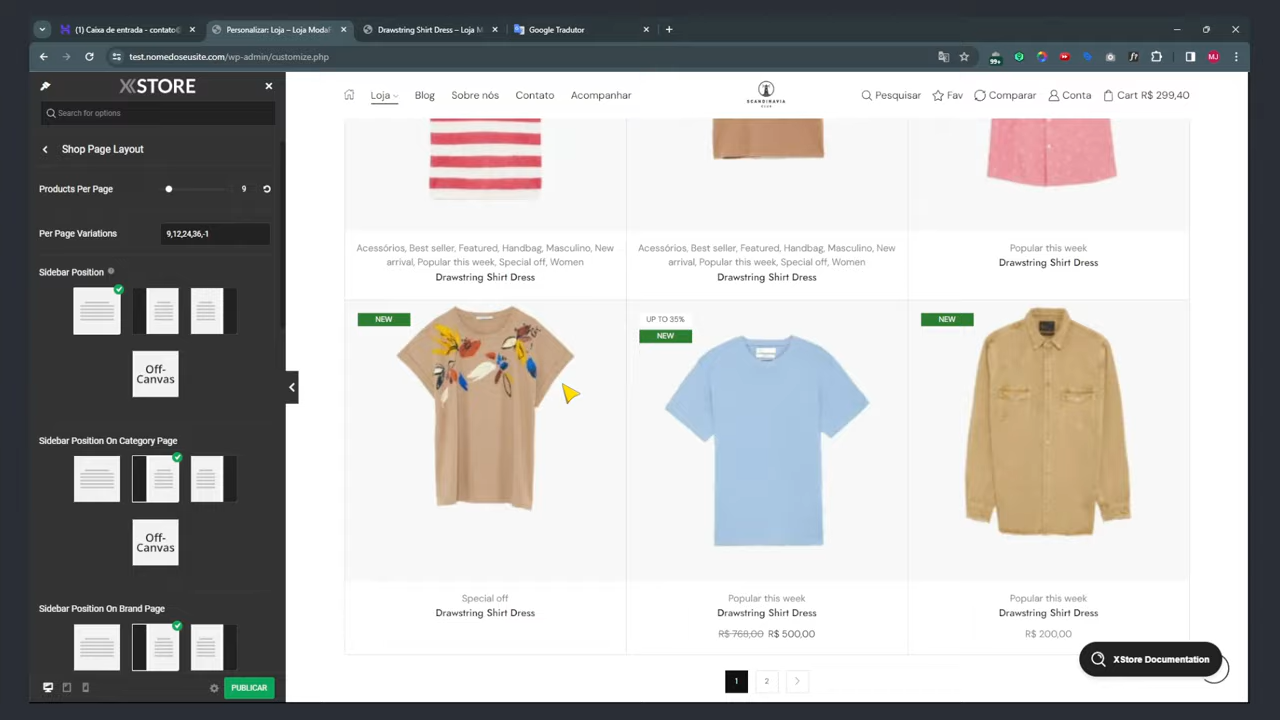 (1) Caixa de entrada – contato@
Personalizar: Loja – Loja Moda
Drawstring Shirt Dress – Loja M
Google Tradutor
test.nomedoseusite.com/wp-admin/customize.php
99+
MJ
XSTORE
Search for options
Shop Page Layout
Products Per Page
9
Per Page Variations
9,12,24,36,-1
Sidebar Position
Off-
Canvas
Sidebar Position On Category Page
Off-
Canvas
Sidebar Position On Brand Page
PUBLICAR
Loja
Blog
Sobre nós
Contato
Acompanhar
SCANDINAVIA
CLUB
Pesquisar
Fav
Comparar
Conta
Cart R$ 299,40
Acessórios, Best seller, Featured, Handbag, Masculino, New
arrival, Popular this week, Special off, Women
Drawstring Shirt Dress
Acessórios, Best seller, Featured, Handbag, Masculino, New
arrival, Popular this week, Special off, Women
Drawstring Shirt Dress
Popular this week
Drawstring Shirt Dress
NEW
UP TO 35%
NEW
NEW
Special off
Drawstring Shirt Dress
Popular this week
Drawstring Shirt Dress
R$ 768,00 R$ 500,00
Popular this week
Drawstring Shirt Dress
R$ 200,00
XStore Documentation
1
2